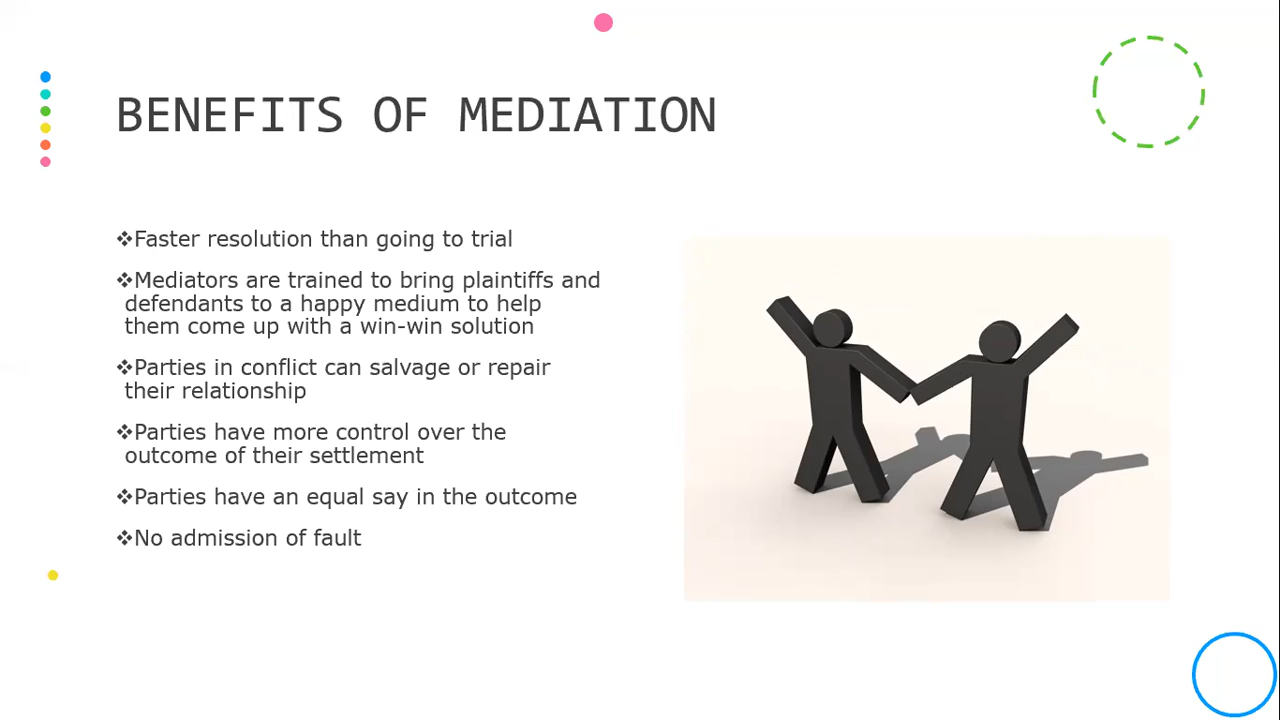 BENEFITS OF MEDIATION
❖Faster resolution than going to trial
❖Mediators are trained to bring plaintiffs and
defendants to a happy medium to help
them come up with a win-win solution
❖Parties in conflict can salvage or repair
their relationship
❖Parties have more control over the
outcome of their settlement
❖Parties have an equal say in the outcome
❖No admission of fault